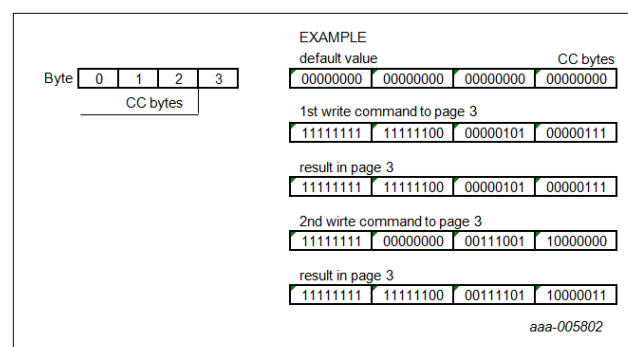 EXAMPLE
default value CC bytes
Byte 0 1 2 3 00000000 00000000 00000000 00000000
CC bytes
1st write command to page 3
11111111 11111100 00000101 00000111
result in page 3
11111111 11111100 00000101 00000111
2nd wirte command to page 3
11111111 00000000 00111001 10000000
result in page 3
11111111 11111100 00111101 10000011
aaa-005802